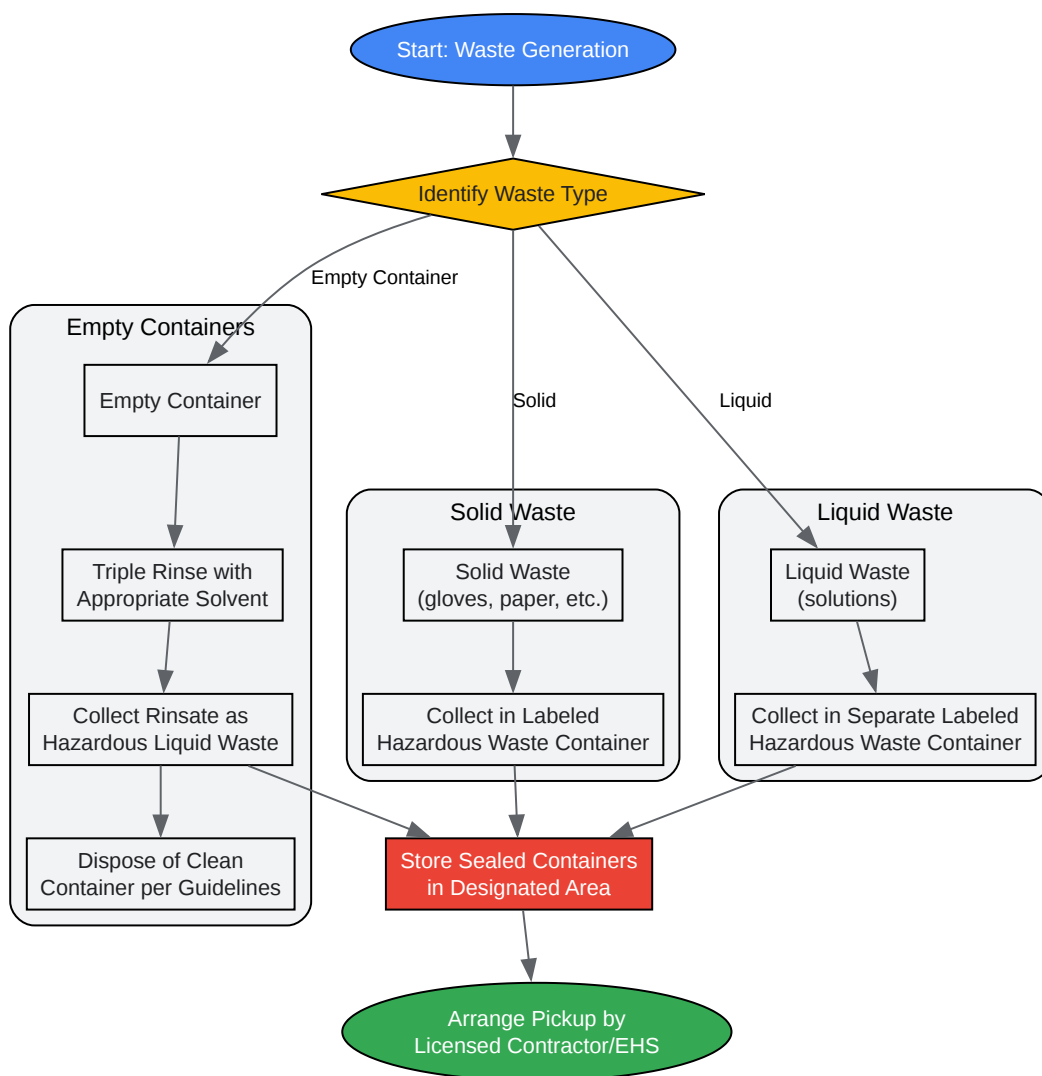 Start: Waste Generation
Identify Waste Type
Empty Container
Empty Containers
Empty Container
Solid
Liquid
Solid Waste
Liquid Waste
Triple Rinse with
Appropriate Solvent
Solid Waste
(gloves, paper, etc.)
Liquid Waste
(solutions)
Collect Rinsate as
Hazardous Liquid Waste
Collect in Labeled
Hazardous Waste Container
Collect in Separate Labeled
Hazardous Waste Container
Dispose of Clean
Container per Guidelines
Store Sealed Containers
in Designated Area
Arrange Pickup by
Licensed Contractor/EHS